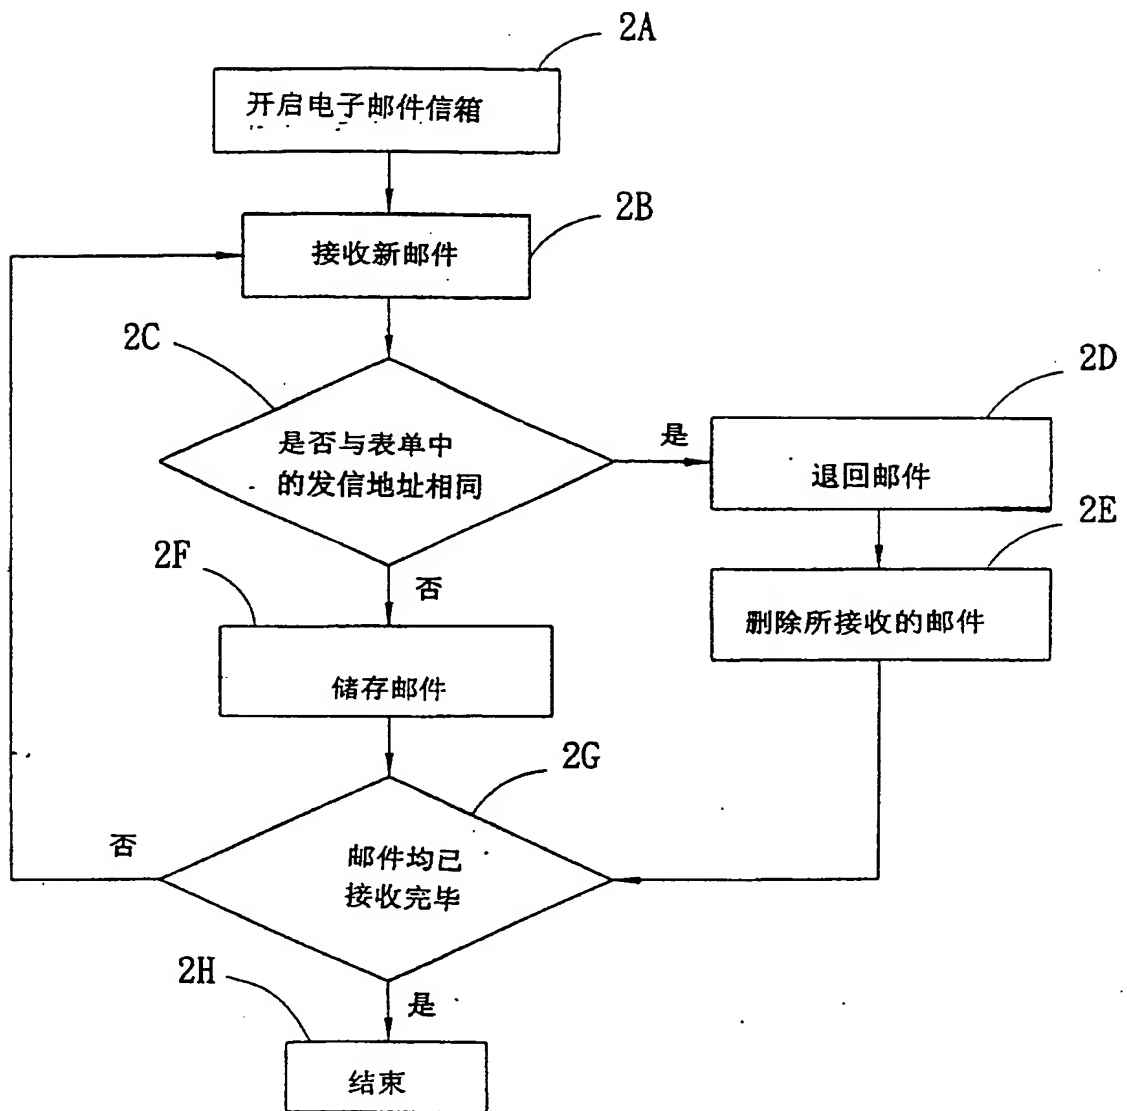 2A
开启电子邮件信箱
2B
接收新邮件
2C
是否与表单中
的发信地址相同
是
2D
退回邮件
2E
删除所接收的邮件
否
2F
储存邮件
2G
邮件均已
接收完毕
否
是
2H
结束